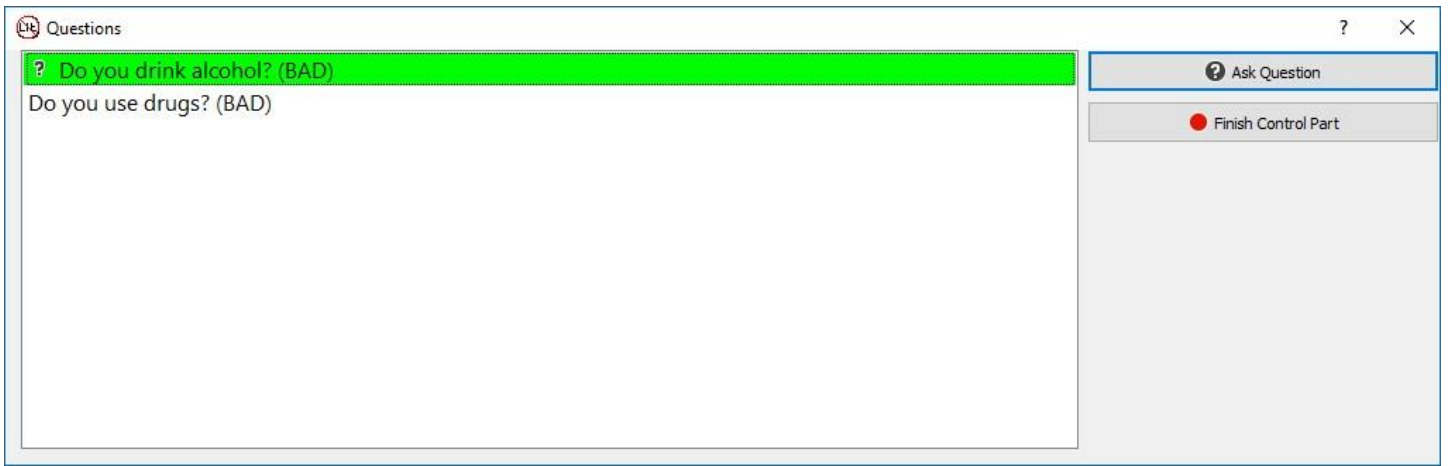 Questions
? Do you drink alcohol? (BAD)
Do you use drugs? (BAD)
? Ask Question
Finish Control Part